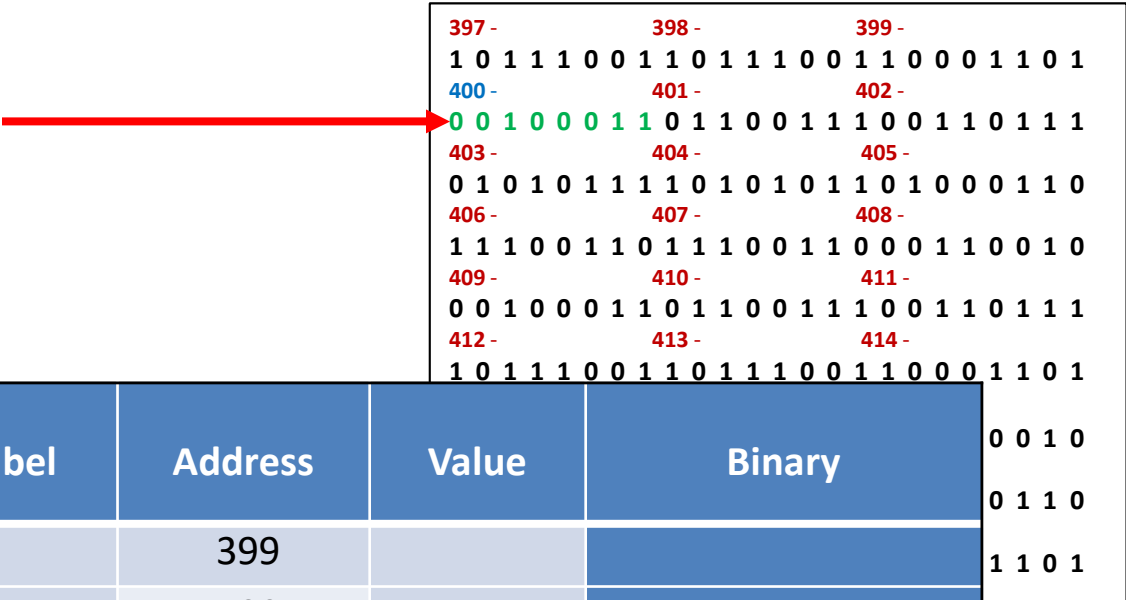 397 - 398 - 399 -
1 0 1 1 1 0 0 1 1 0 1 1 1 0 0 1 1 0 0 0 1 1 0 1
400 - 401 - 402 -
0 0 1 0 0 0 1 1 0 1 1 0 0 1 1 1 0 0 1 1 0 1 1 1
403 - 404 - 405 -
0 1 0 1 0 1 1 1 1 0 1 0 1 0 1 1 0 1 0 0 0 1 1 0
406 - 407 - 408 -
1 1 1 0 0 1 1 0 1 1 1 0 0 1 1 0 0 0 1 1 0 0 1 0
409 - 410 - 411 -
0 0 1 0 0 0 1 1 0 1 1 0 0 1 1 1 0 0 1 1 0 1 1 1
412 - 413 - 414 -
1 0 1 1 1 0 0 1 1 0 1 1 1 0 0 1 1 0 0 0 1 1 0 1
0 0 1 0
bel Address Value Binary
0 1 1 0
399
1 1 0 1